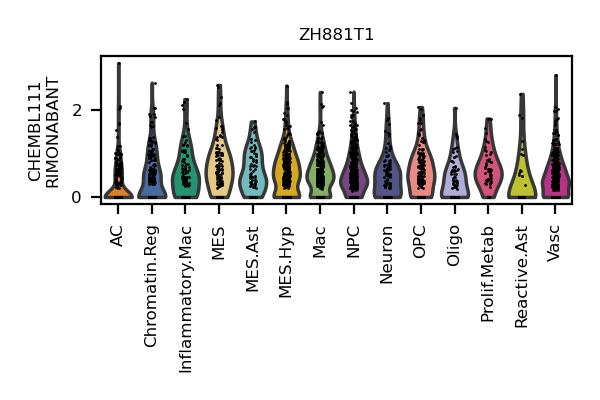 ZH881T1
CHEMBL111
RIMONABANT
2
0
AC
Chromatin.Reg
Inflammatory.Mac
MES
MES.Ast
MES.Hyp
Mac
NPC
Neuron
OPC
Oligo
Prolif.Metab
Reactive.Ast
Vasc